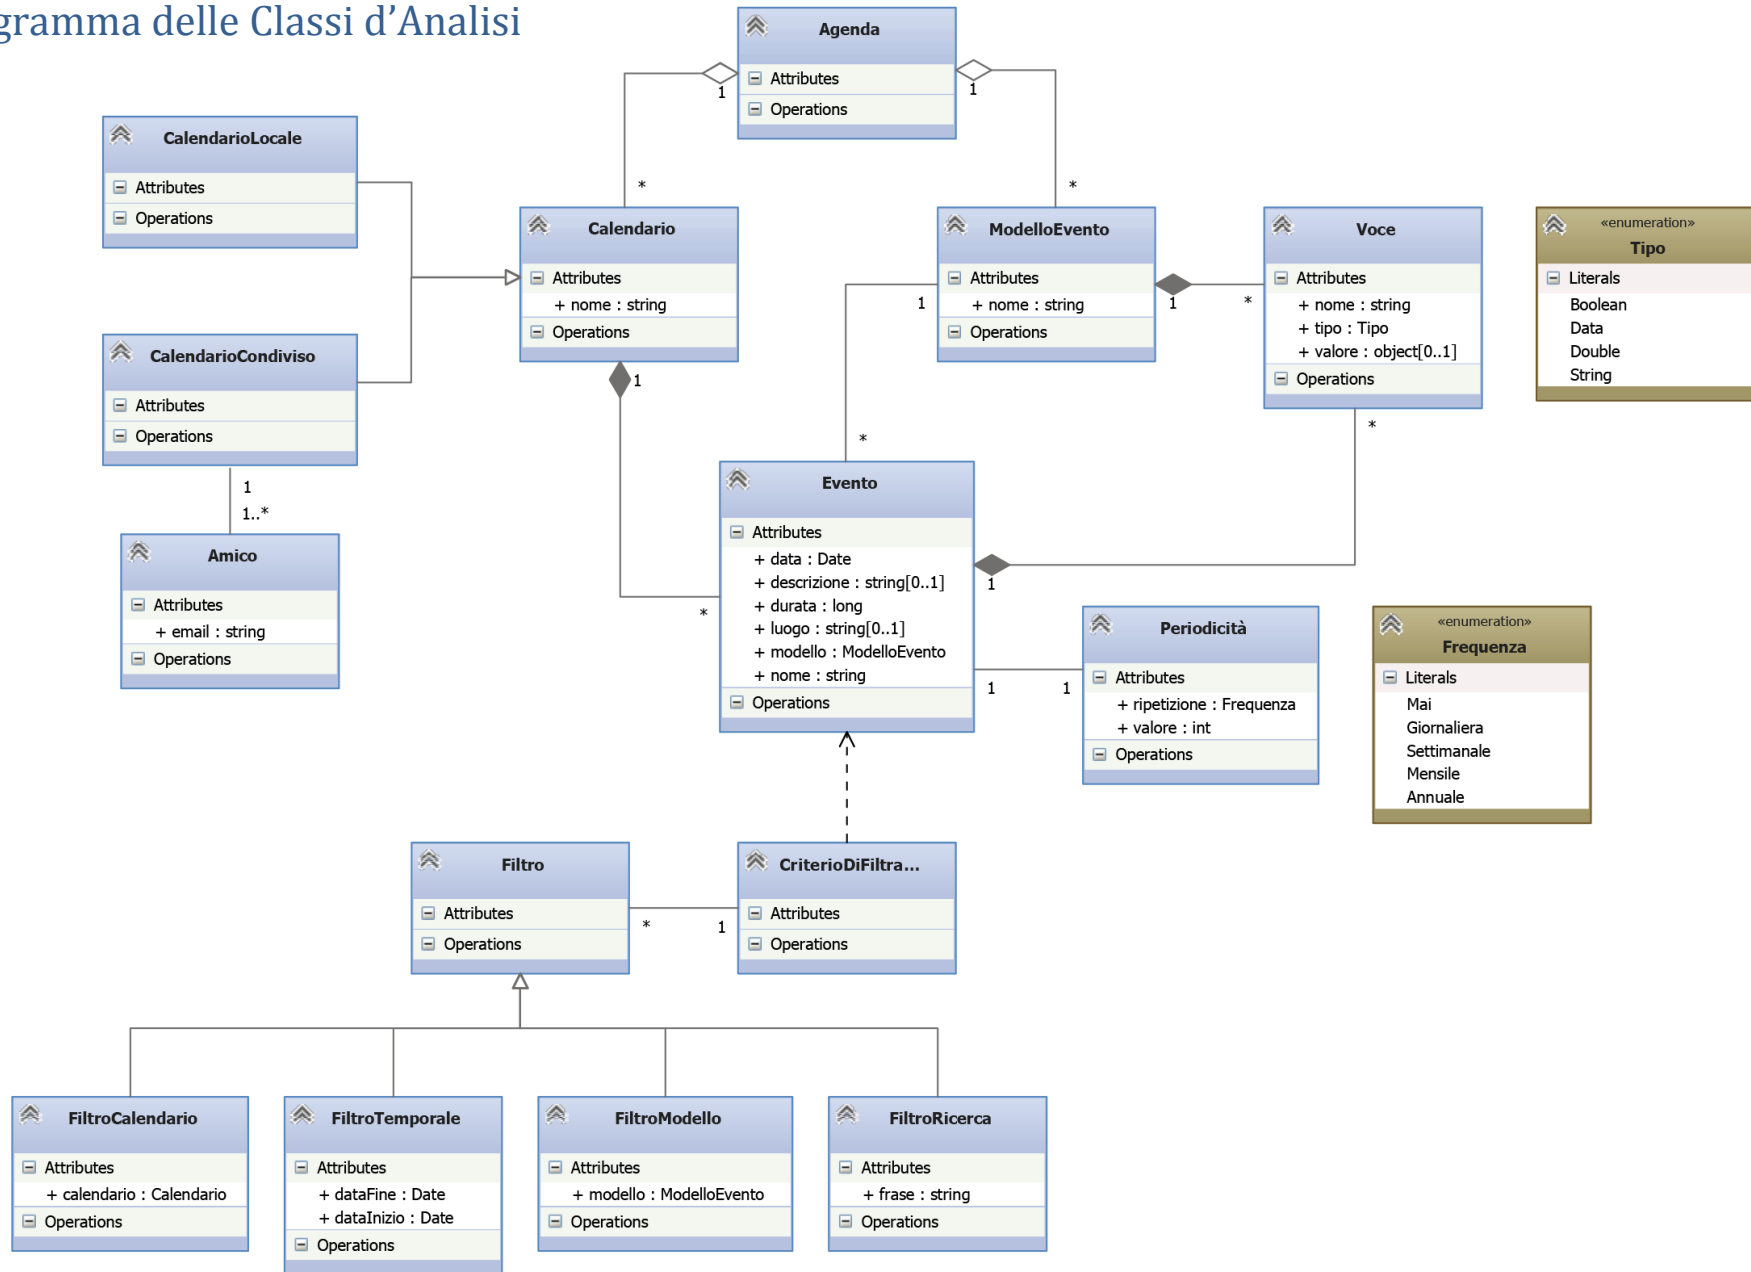 gramma delle Classi d’Analisi
Agenda
Attributes
Operations
1
1
*
*
CalendarioLocale
Attributes
Operations
Calendario
Attributes
+ nome : string
Operations
1
ModelloEvento
Attributes
+ nome : string
Operations
1
1
*
Voce
Attributes
+ nome : string
+ tipo : Tipo
+ valore : object[0..1]
Operations
*
«enumeration»
Tipo
Literals
Boolean
Data
Double
String
CalendarioCondiviso
Attributes
Operations
1
1..*
Amico
Attributes
+ email : string
Operations
*
Evento
Attributes
+ data : Date
+ descrizione : string[0..1]
+ durata : long
+ luogo : string[0..1]
+ modello : ModelloEvento
+ nome : string
Operations
*
1
1
1
Periodicità
Attributes
+ ripetizione : Frequenza
+ valore : int
Operations
«enumeration»
Frequenza
Literals
Mai
Giornaliera
Settimanale
Mensile
Annuale
Filtro
Attributes
Operations
*
1
CriterioDiFiltra...
Attributes
Operations
FiltroCalendario
Attributes
+ calendario : Calendario
Operations
FiltroTemporale
Attributes
+ dataFine : Date
+ dataInizio : Date
Operations
FiltroModello
Attributes
+ modello : ModelloEvento
Operations
FiltroRicerca
Attributes
+ frase : string
Operations